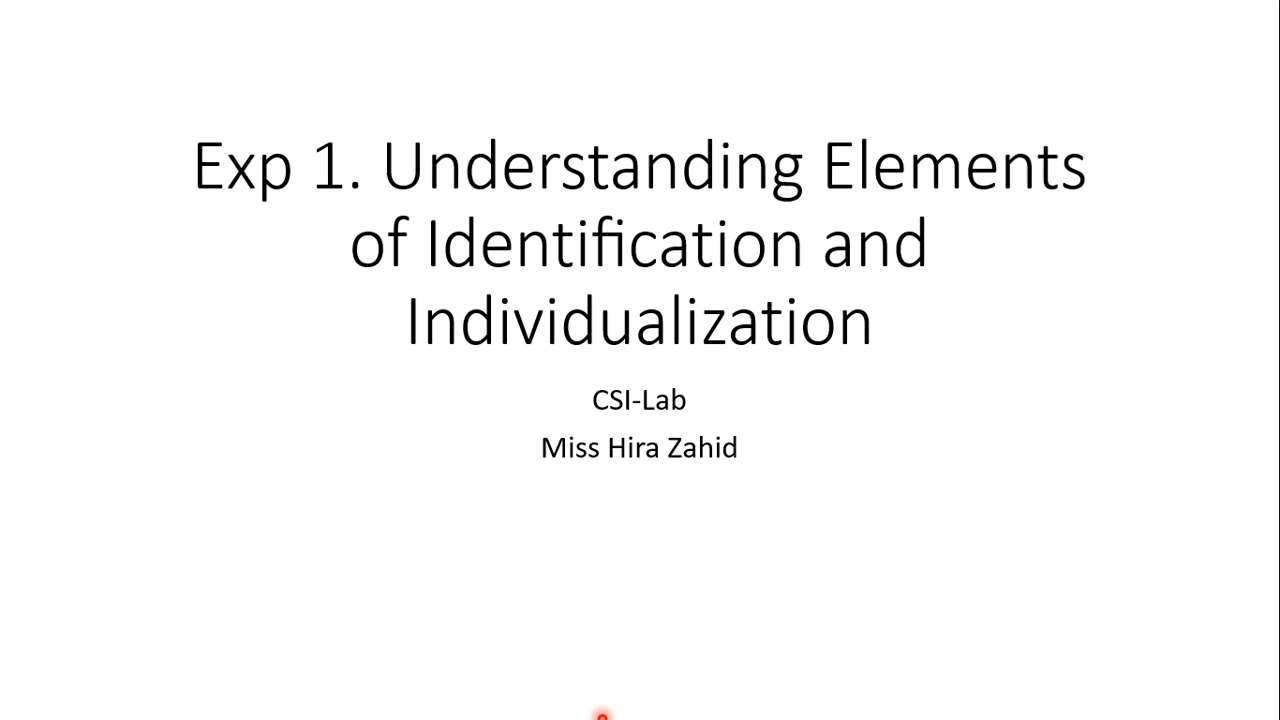 Exp 1. Understanding Elements
of Identification and
Individualization
CSI-Lab
Miss Hira Zahid